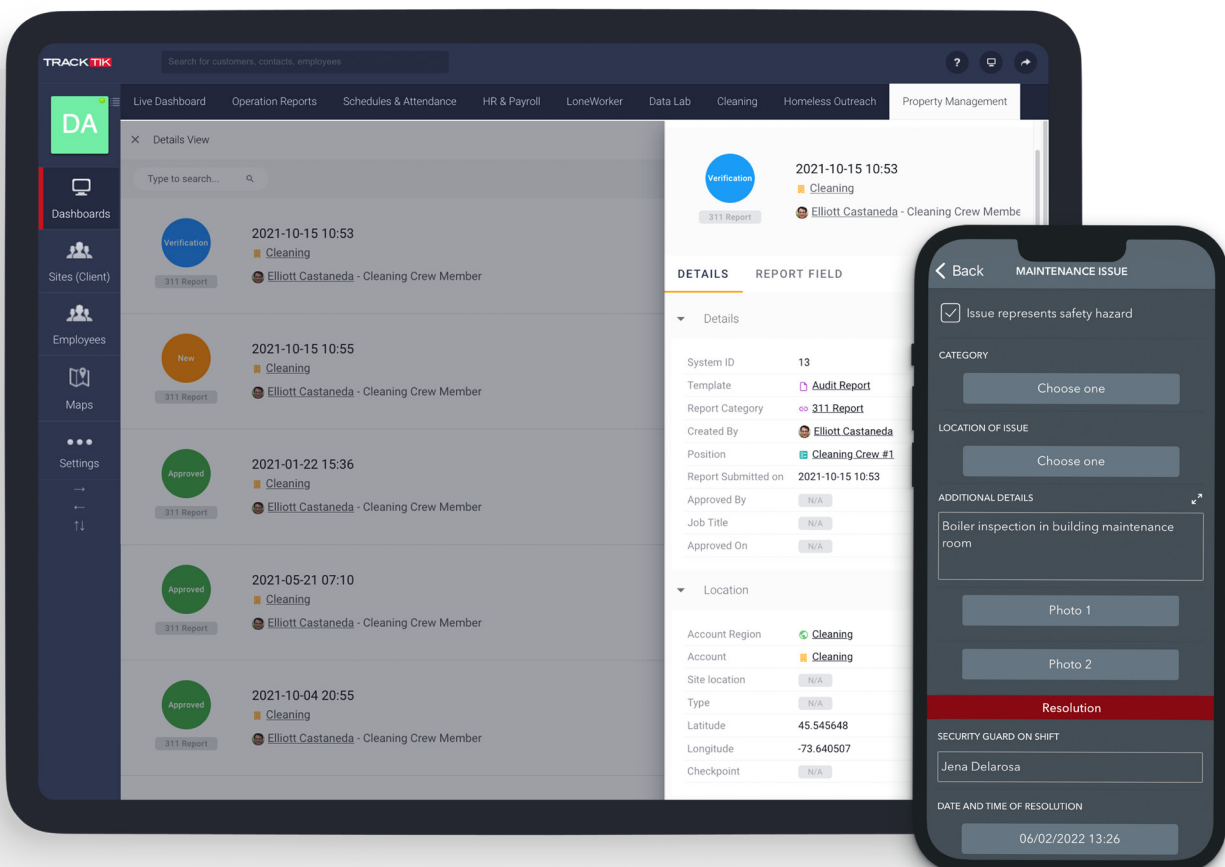 TRACKTIK
Search for customers, contacts, employees
?
DA
Live Dashboard Operation Reports Schedules & Attendance HR & Payroll LoneWorker Data Lab Cleaning Homeless Outreach Property Management
Dashboards
Sites (Client)
Employees
Maps
Settings
Details View
Type to search...
Verification
311 Report
2021-10-15 10:53
Cleaning
Elliott Castaneda - Cleaning Crew Member
New
311 Report
2021-10-15 10:55
Cleaning
Elliott Castaneda - Cleaning Crew Member
Approved
311 Report
2021-01-22 15:36
Cleaning
Elliott Castaneda - Cleaning Crew Member
Approved
311 Report
2021-05-21 07:10
Cleaning
Elliott Castaneda - Cleaning Crew Member
Approved
311 Report
2021-10-04 20:55
Cleaning
Elliott Castaneda - Cleaning Crew Member
Verification
311 Report
2021-10-15 10:53
Cleaning
Elliott Castaneda - Cleaning Crew Membe
DETAILS REPORT FIELD
Details
System ID 13
Template Audit Report
Report Category 311 Report
Created By Elliott Castaneda
Position Cleaning Crew #1
Report Submitted on 2021-10-15 10:53
Approved By N/A
Job Title N/A
Approved On N/A
Location
Account Region Cleaning
Account Cleaning
Site location N/A
Type N/A
Latitude 45.545648
Longitude -73.640507
Checkpoint N/A
Back MAINTENANCE ISSUE
Issue represents safety hazard
CATEGORY
Choose one
LOCATION OF ISSUE
Choose one
ADDITIONAL DETAILS
Boiler inspection in building maintenance
room
Photo 1
Photo 2
Resolution
SECURITY GUARD ON SHIFT
Jena Delarosa
DATE AND TIME OF RESOLUTION
06/02/2022 13:26